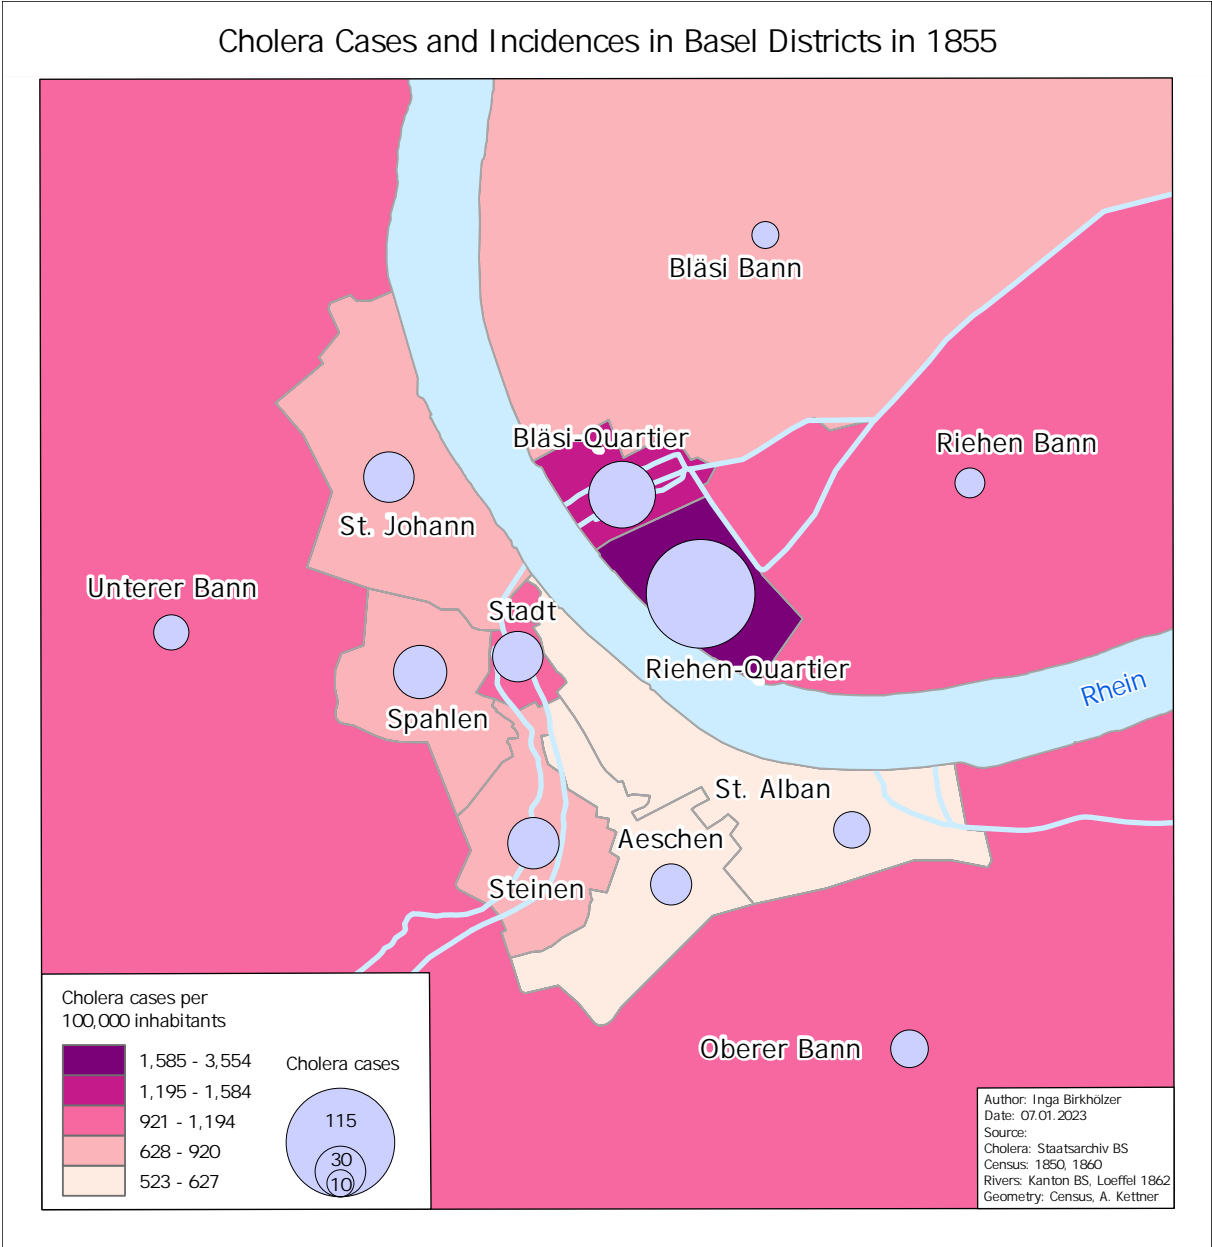 Cholera Cases and Incidences in Basel Districts in 1855
Bläsi Bann
Bläsi-Quartier
Riehen Bann
St. Johann
Unterer Bann
Stadt
Riehen-Quartier
Rhein
Spahlen
St. Alban
Aeschen
Steinen
Oberer Bann
Cholera cases per
100,000 inhabitants
1,585 - 3,554
1,195 - 1,584
921 - 1,194
628 - 920
523 - 627
Cholera cases
115
30
10
Author: Inga Birkhölzer
Date: 07.01.2023
Source:
Cholera: Staatsarchiv BS
Census: 1850, 1860
Rivers: Kanton BS, Loeffel 1862
Geometry: Census, A. Kettner